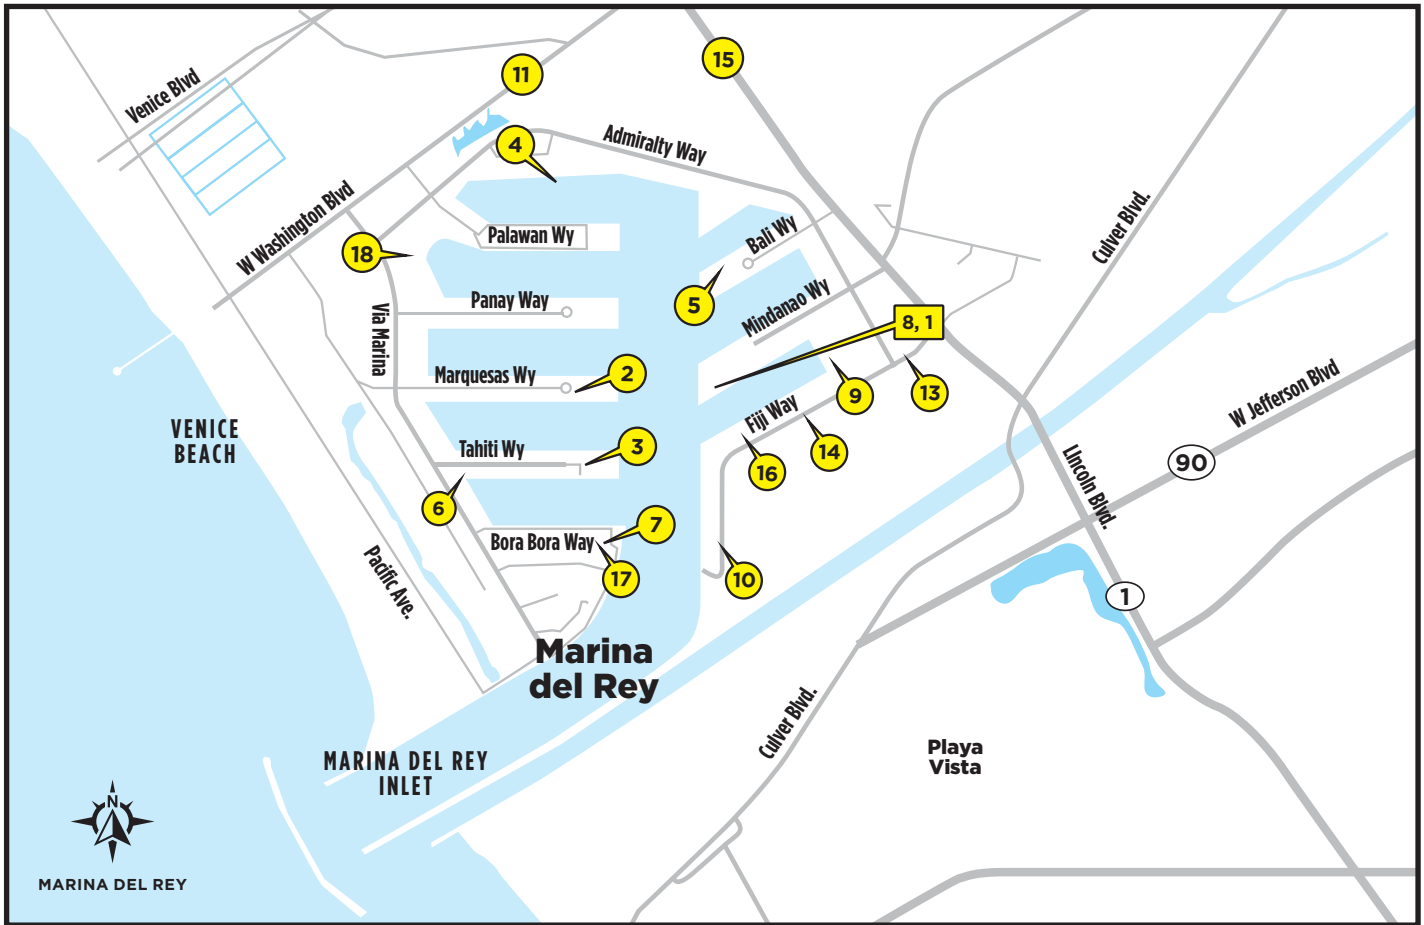 Venice Blvd
11
15
4
Admiralty Way
W Washington Blvd
Palawan Wy
Bali Wy
Culver Blvd.
18
Panay Way
5
Mindanao Wy
Via Marina
8, 1
Marquesas Wy
2
9
13
W Jefferson Blvd
VENICE
BEACH
Fiji Way
Tahiti Wy
3
14
16
90
Lincoln Blvd.
6
7
Bora Bora Way
17
10
Pacific Ave.
1
Marina
del Rey
Culver Blvd.
MARINA DEL REY
INLET
Playa
Vista
N
MARINA DEL REY